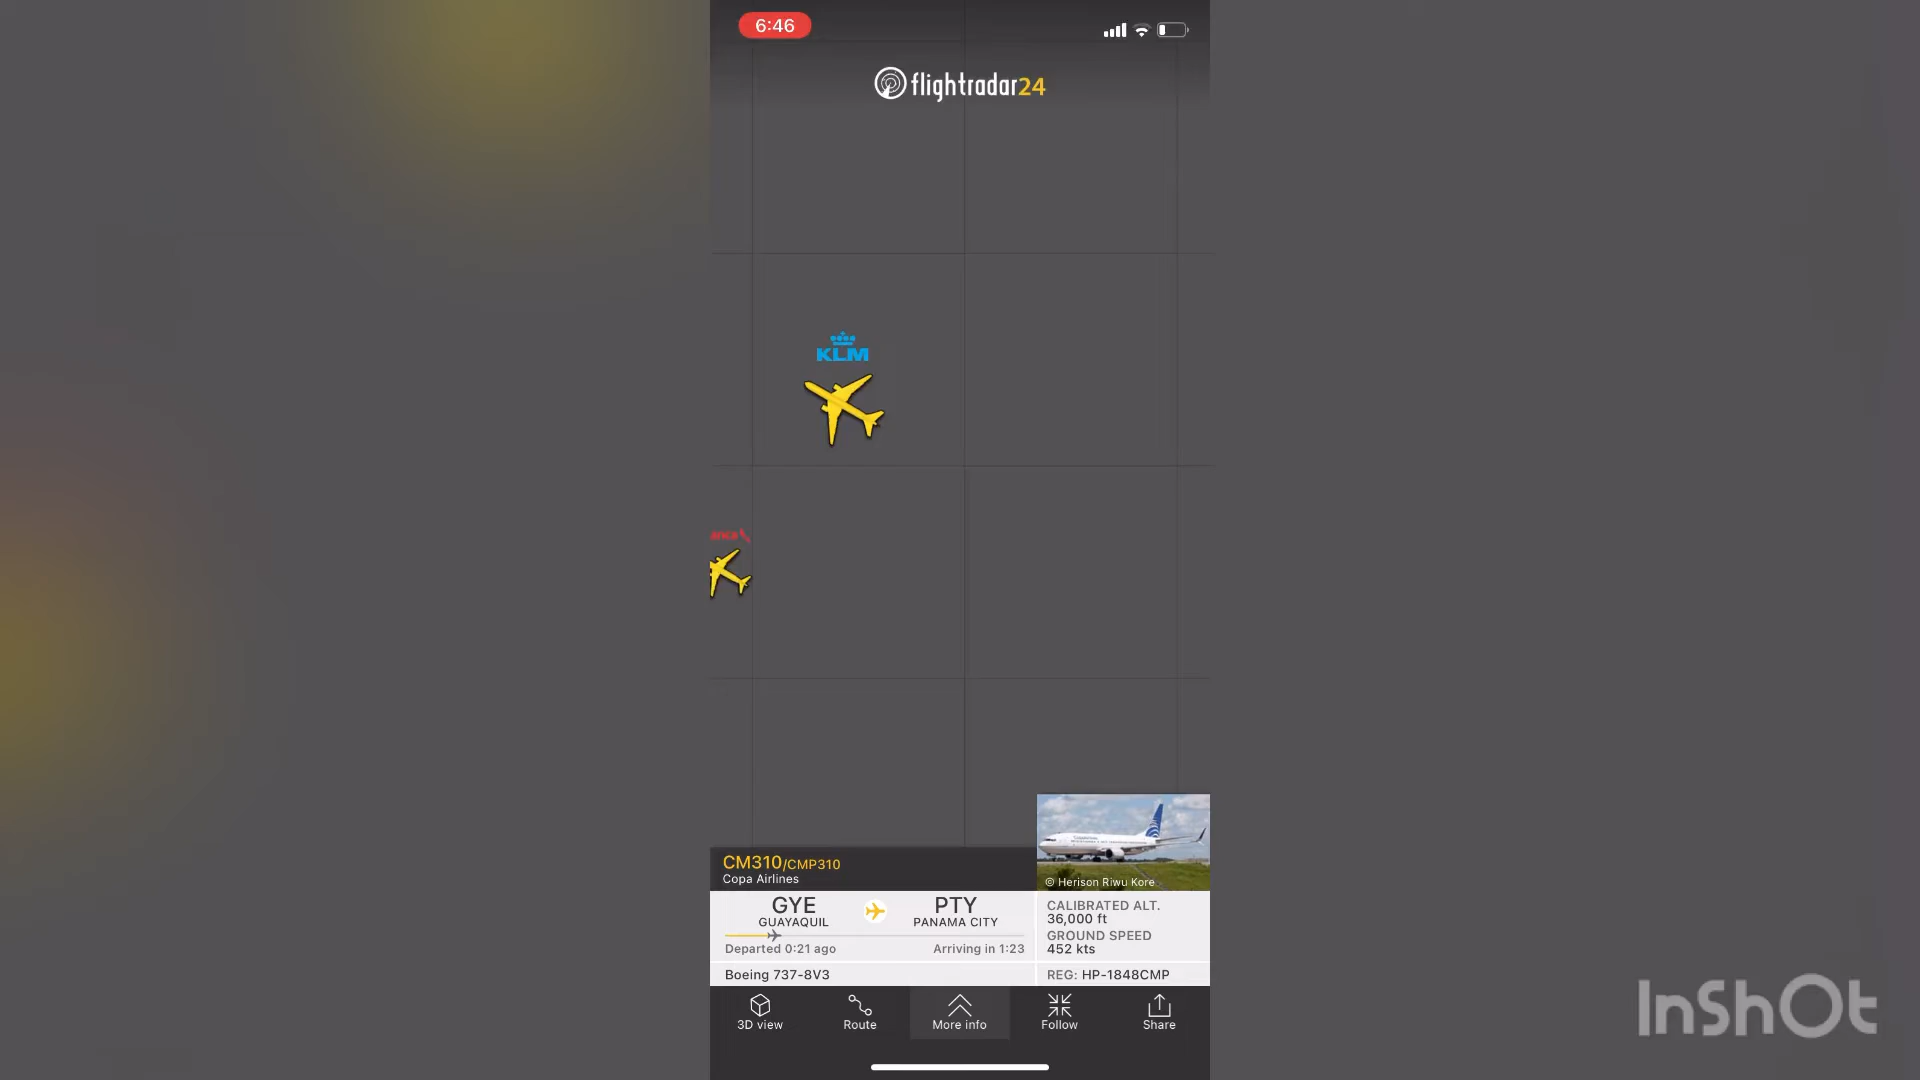 6:46
flightradar24
KLM
CM310/CMP310
Copa Airlines
© Herison Riwu Kore
GYE
GUAYAQUIL
PTY
PANAMA CITY
Departed 0:21 ago
Arriving in 1:23
CALIBRATED ALT.
36,000 ft
GROUND SPEED
452 kts
Boeing 737-8V3
REG: HP-1848CMP
3D view
Route
More info
Follow
Share
InShOt